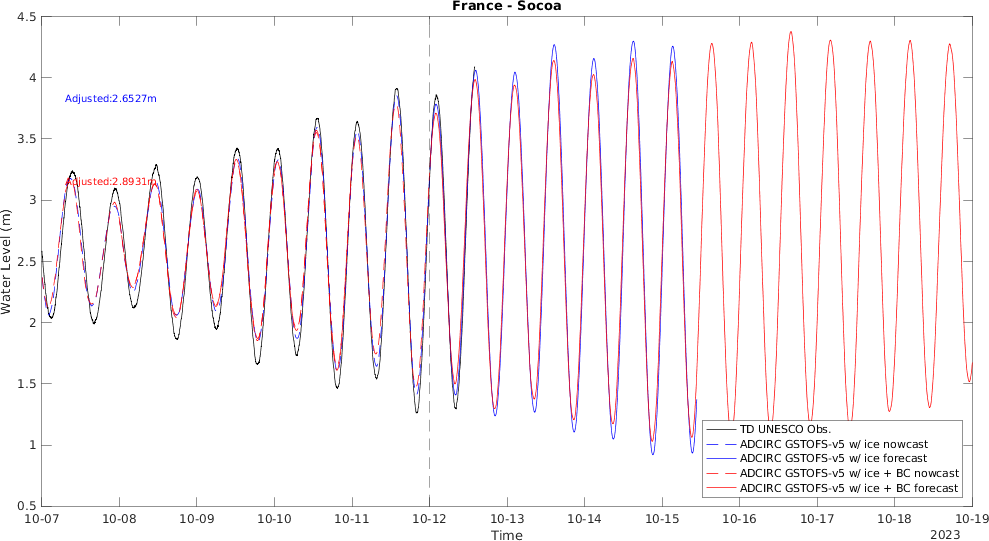 France - Socoa
Water Level (m)
4.5
4
3.5
3
2.5
2
1.5
1
0.5
Adjusted:2.6527m
Adjusted:2.8931m
TD UNESCO Obs.
ADCIRC GSTOFS-v5 w/ ice nowcast
ADCIRC GSTOFS-v5 w/ ice forecast
ADCIRC GSTOFS-v5 w/ ice + BC nowcast
ADCIRC GSTOFS-v5 w/ ice + BC forecast
10-07 10-08 10-09 10-10 10-11 10-12 10-13 10-14 10-15 10-16 10-17 10-18 10-19
Time
2023